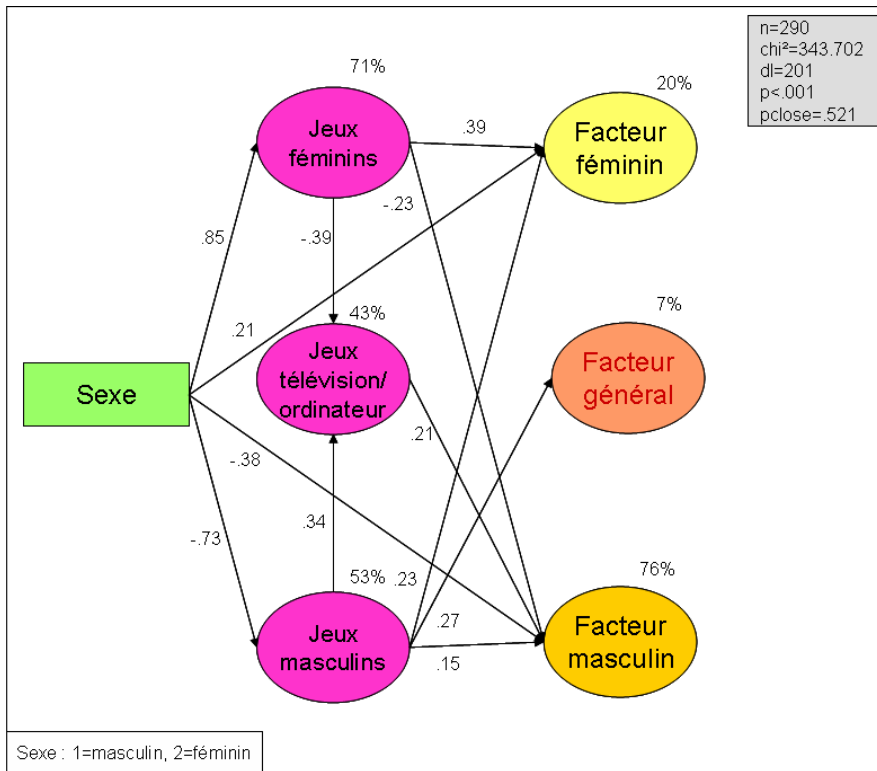 n=290
chi²=343.702
dl=201
p<.001
pclose=.521
71%
20%
Jeux
féminins
.39
Facteur
féminin
-.23
.85
-.39
.21
43%
7%
Jeux
télévision/
ordinateur
Facteur
général
Sexe
.21
-.38
.34
-.73
53%
.23
76%
.27
Jeux
masculins
.15
Facteur
masculin
Sexe : 1=masculin, 2=féminin